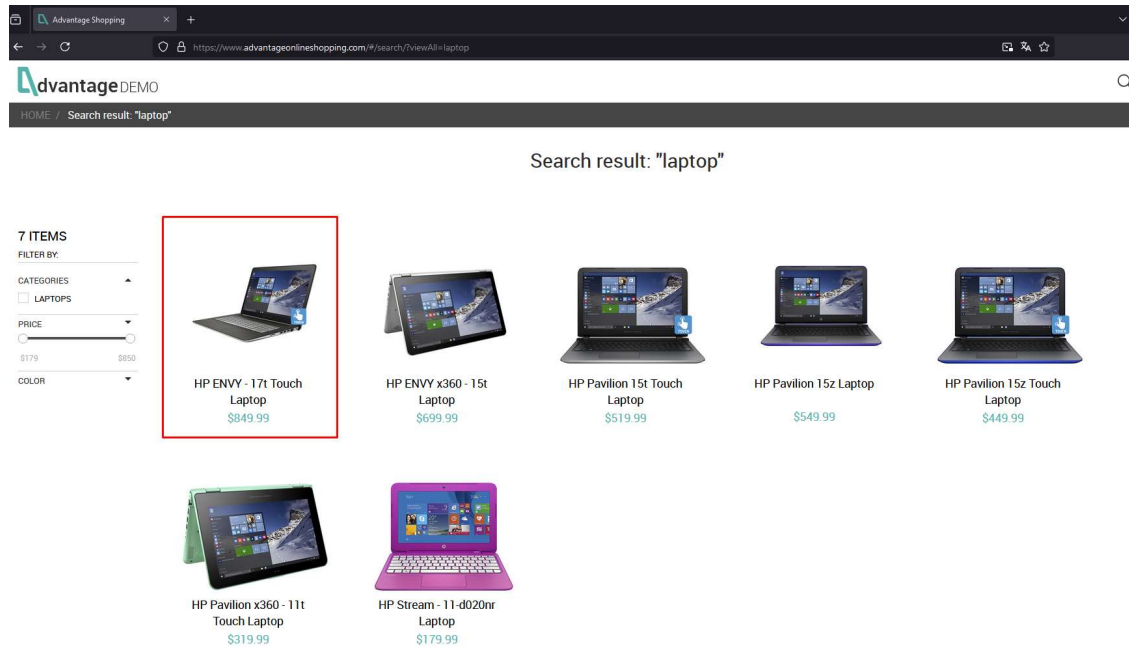 Advantage Shopping
https://www.advantageonlineshopping.com/#/search/?viewAll=laptop
dvantage DEMO
HOME / Search result: "laptop"
Search result: "laptop"
7 ITEMS
FILTER BY:
CATEGORIES
LAPTOPS
PRICE
$179 $850
COLOR
HP ENVY - 17t Touch
Laptop
$849.99
HP ENVY x360 - 15t
Laptop
$699.99
HP Pavilion 15t Touch
Laptop
$519.99
HP Pavilion 15z Laptop
$549.99
HP Pavilion 15z Touch
Laptop
$449.99
HP Pavilion x360 - 11t
Touch Laptop
$319.99
HP Stream - 11-d020nr
Laptop
$179.99